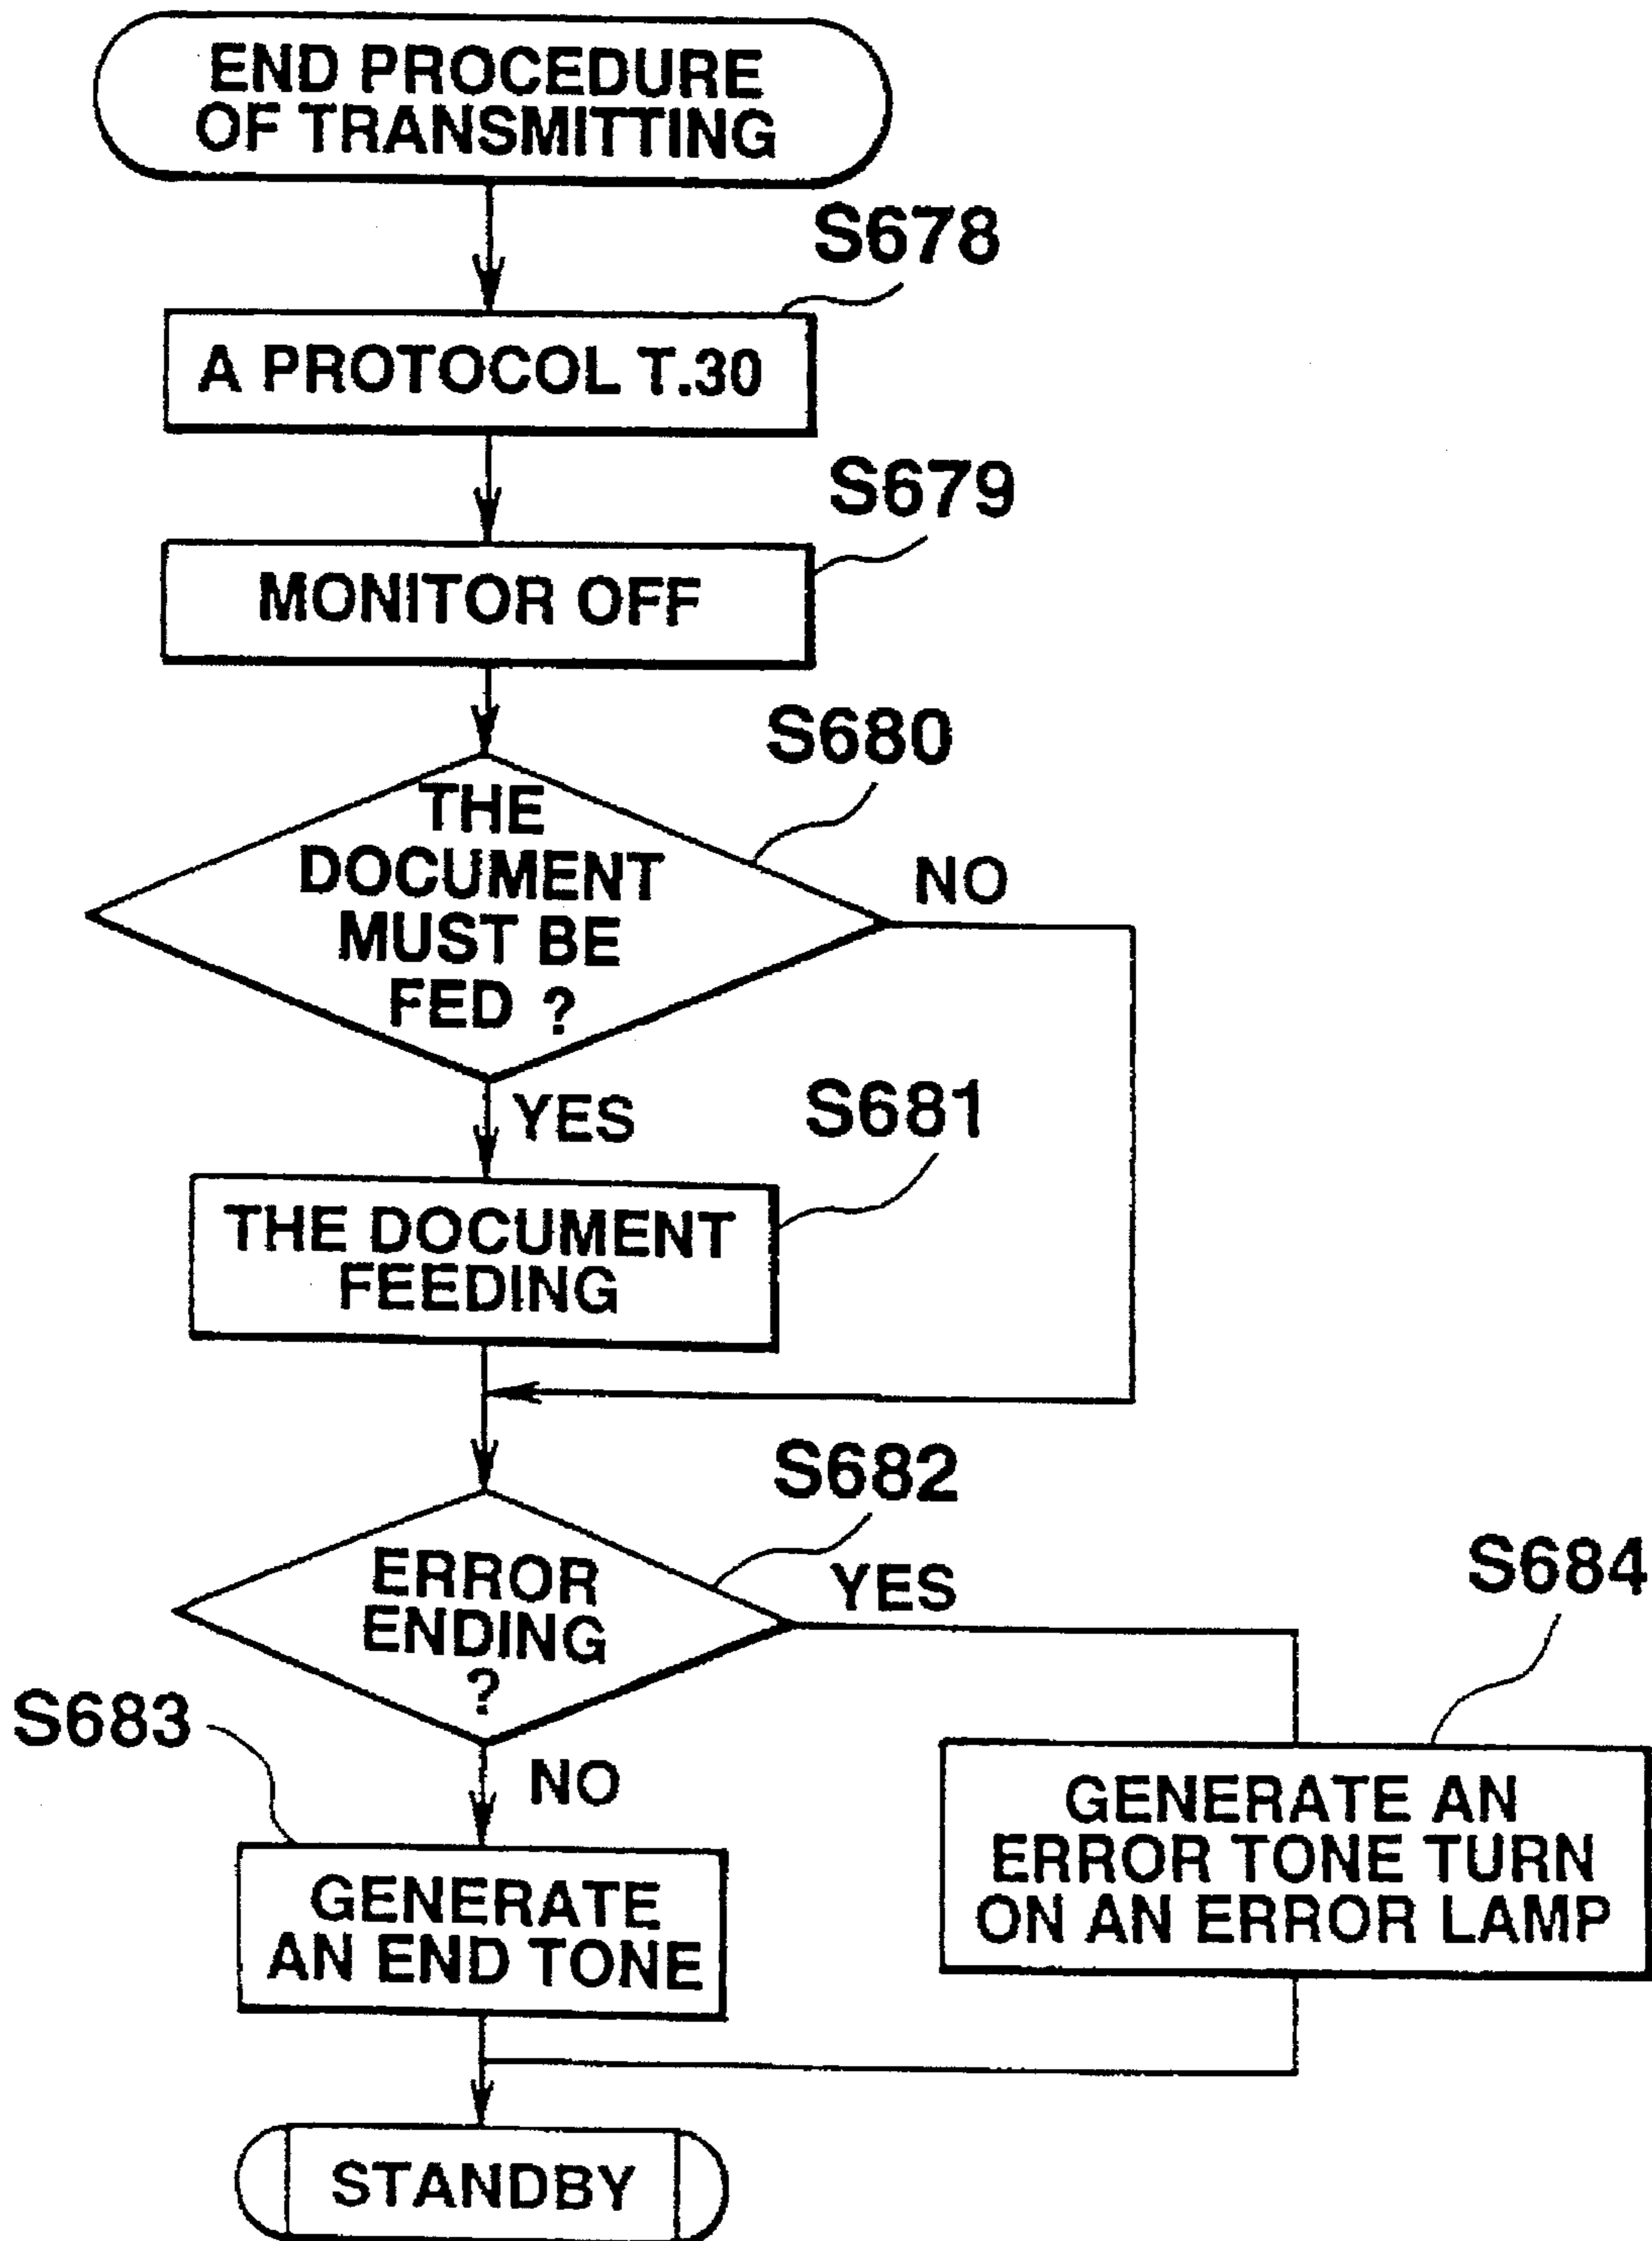 END PROCEDURE
OF TRANSMITTING
S678
A PROTOCOL T.30
S679
MONITOR OFF
S680
THE
DOCUMENT
MUST BE
FED ?
NO
YES
S681
THE DOCUMENT
FEEDING
S682
ERROR
ENDING
?
YES
S684
S683
NO
GENERATE AN
ERROR TONE TURN
ON AN ERROR LAMP
GENERATE
AN END TONE
STANDBY